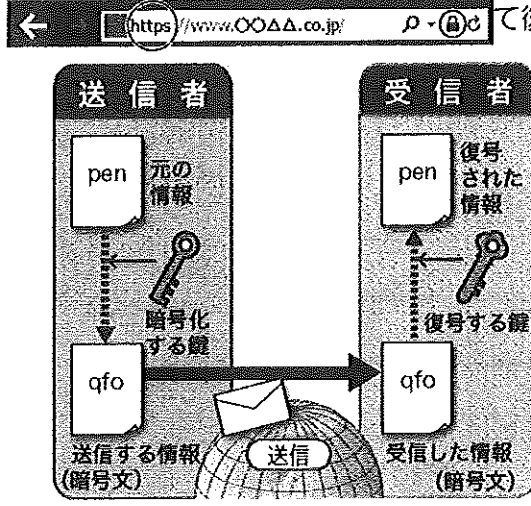 https://www.○○△△.co.jp/
て復
送信者
pen
元の
情報
暗号化
する鍵
qfo
送信する情報
(暗号文)
送信
受信者
pen
復号
された
情報
復号する鍵
qfo
受信した情報
(暗号文)